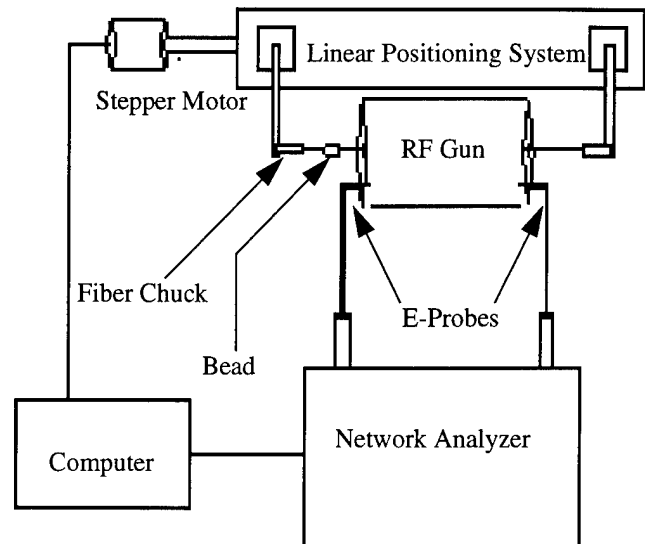 Linear Positioning System
Stepper Motor
RF Gun
Fiber Chuck
E-Probes
Bead
Network Analyzer
Computer